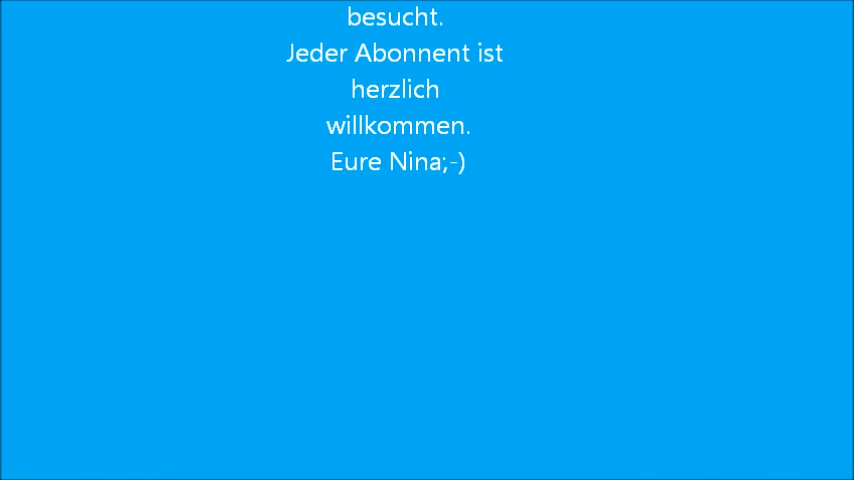 besucht.
Jeder Abonnent ist
herzlich
willkommen.
Eure Nina;-)